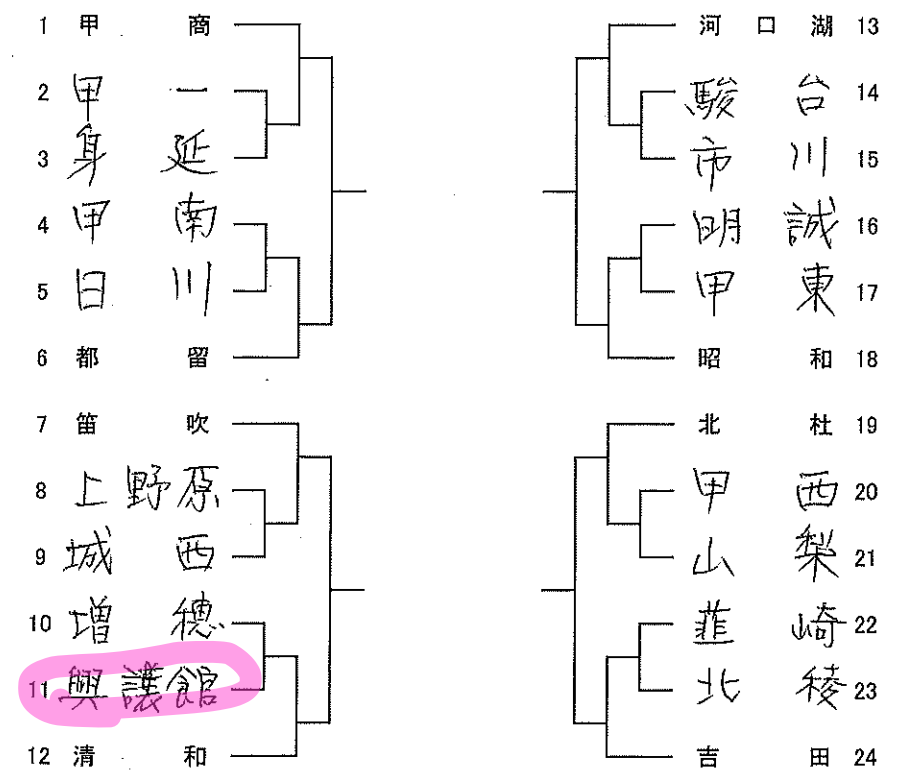 1 甲 商
2 甲 一
3 身 延
4 甲 南
5 日 川
6 都 留
7 笛 吹
8 上 野 原
9 城 西
10 増 穂
11 興 譲 館
12 清 和
河 口 湖 13
駿 台 14
市 川 15
明 誠 16
甲 東 17
昭 和 18
北 杜 19
甲 西 20
山 梨 21
韮 崎 22
北 稜 23
吉 田 24